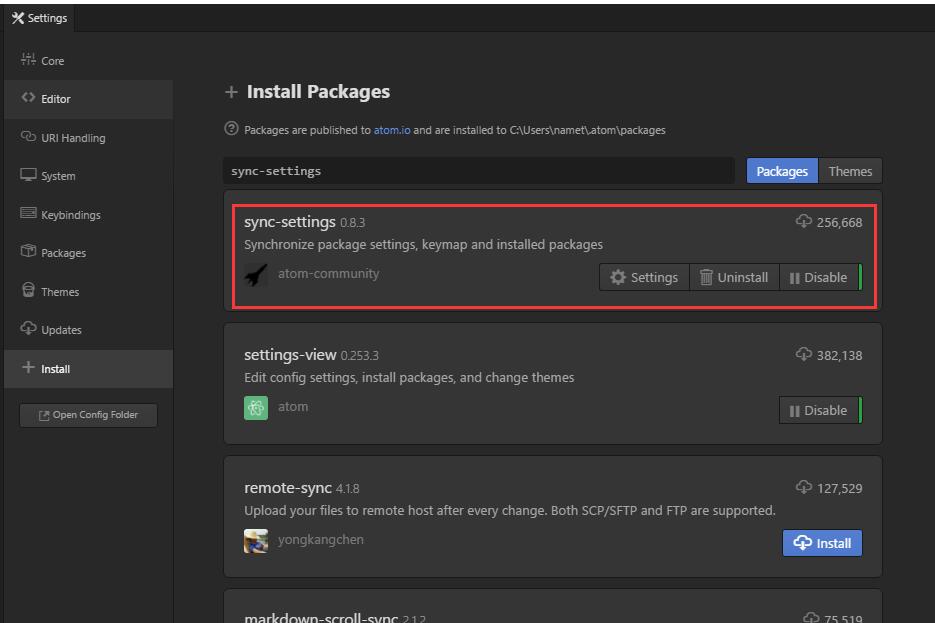 Settings
Core
Editor
URI Handling
System
Keybindings
Packages
Themes
Updates
Install
Open Config Folder
+ Install Packages
Packages are published to atom.io and are installed to C:\Users\namet\.atom\packages
sync-settings
Packages Themes
sync-settings 0.8.3 256,668
Synchronize package settings, keymap and installed packages
atom-community Settings Uninstall Disable
settings-view 0.253.3 382,138
Edit config settings, install packages, and change themes
atom Disable
remote-sync 4.1.8 127,529
Upload your files to remote host after every change. Both SCP/SFTP and FTP are supported.
yongkangchen Install
markdown-scroll-sync 2.1.2 75,519